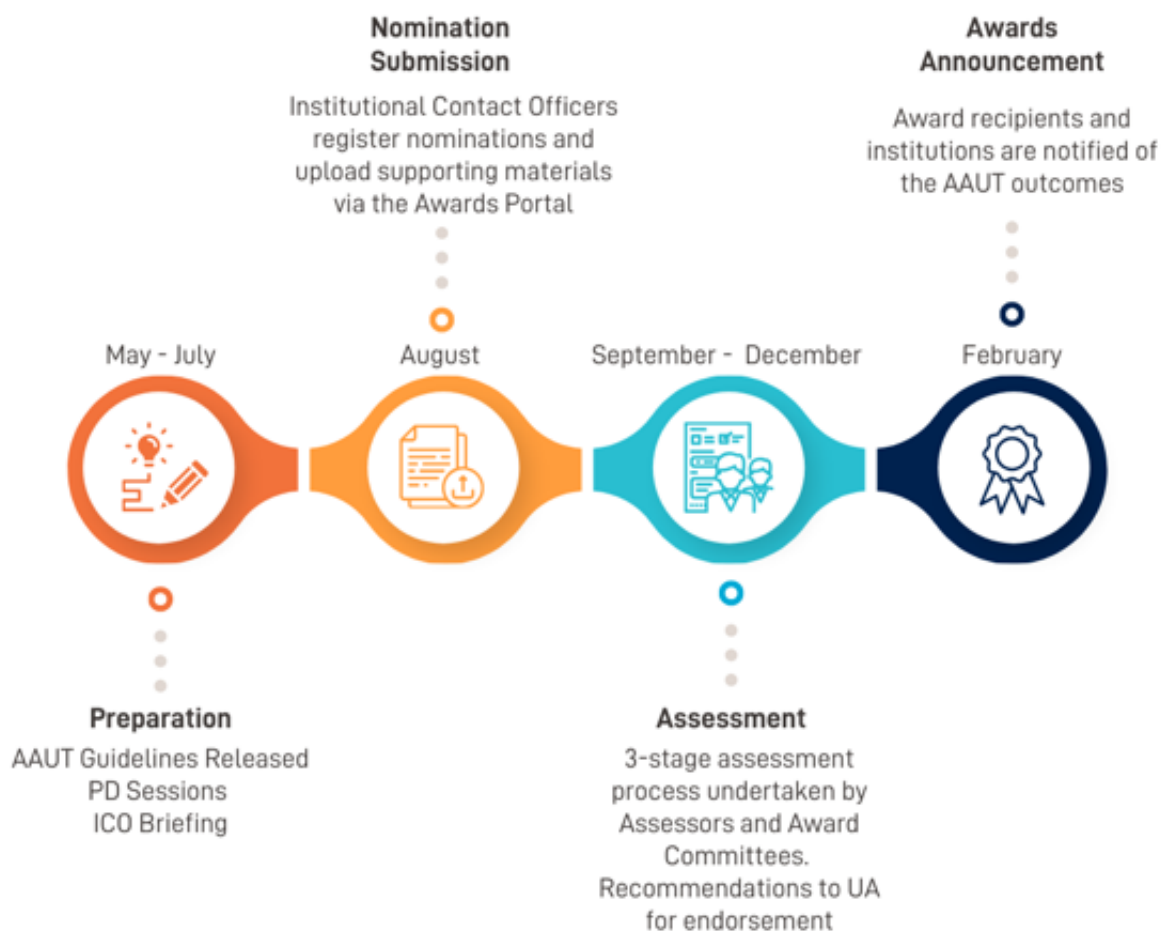 Nomination
Submission
Institutional Contact Officers
register nominations and
upload supporting materials
via the Awards Portal
Awards
Announcement
Award recipients and
institutions are notified of
the AAUT outcomes
May - July
August
September - December
February
Preparation
AAUT Guidelines Released
PD Sessions
ICO Briefing
Assessment
3-stage assessment
process undertaken by
Assessors and Award
Committees.
Recommendations to UA
for endorsement